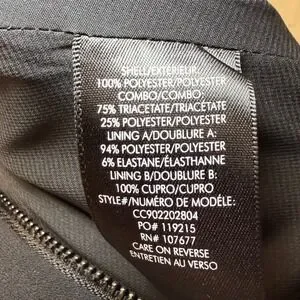 SHELL/EXTÉRIEUR:
100% POLYESTER/POLYESTER
COMBO/COMBO:
75% TRIACETATE/TRIACÉTATE
25% POLYESTER/POLYESTER
LINING A/DOUBLURE A:
94% POLYESTER/POLYESTER
6% ELASTANE/ÉLASTHANNE
LINING B/DOUBLURE B:
100% CUPRO/CUPRO
STYLE#/NUMÉRO DE MODÈLE:
CC902202804
PO# 119215
RN# 107677
CARE ON REVERSE
ENTRETIEN AU VERSO